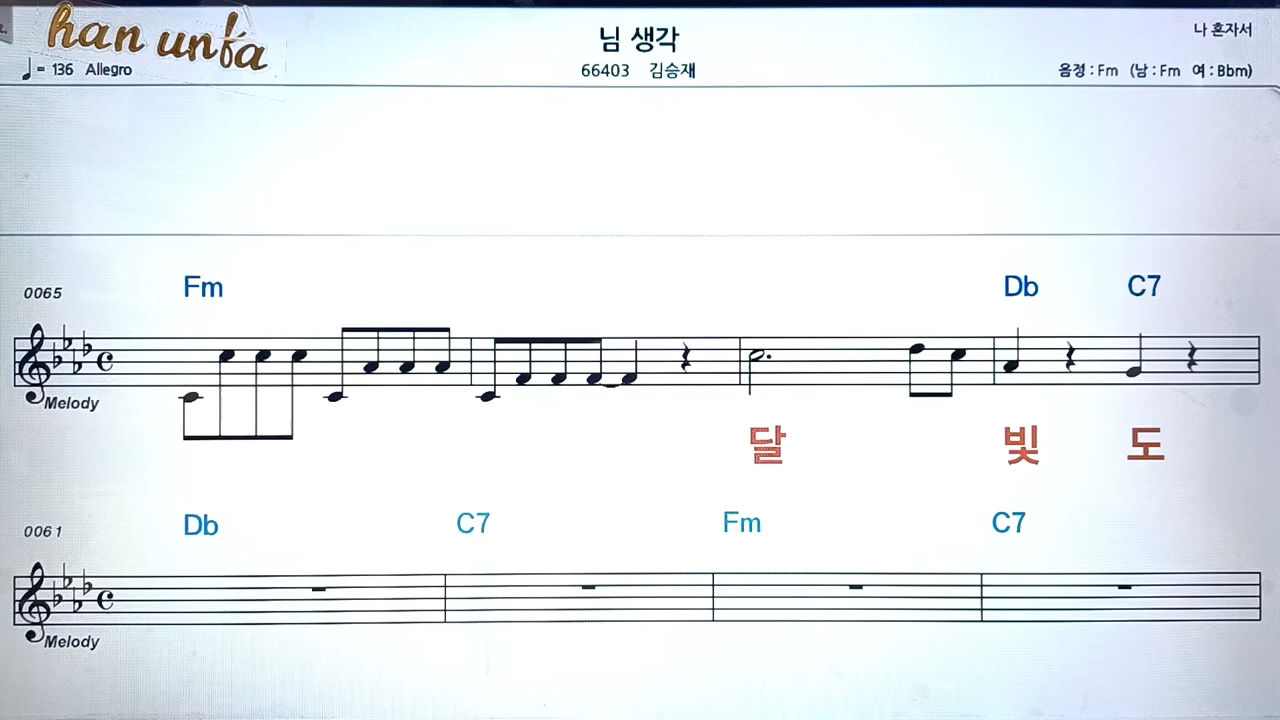 han unfa
님 생각
나 혼자서
♩= 136 Allegro
66403 김승재
음정 : Fm (남 : Fm 여 : Bbm)
0065
Fm
Db
C7
Melody
달 빛 도
0061
Db
C7
Fm
C7
Melody